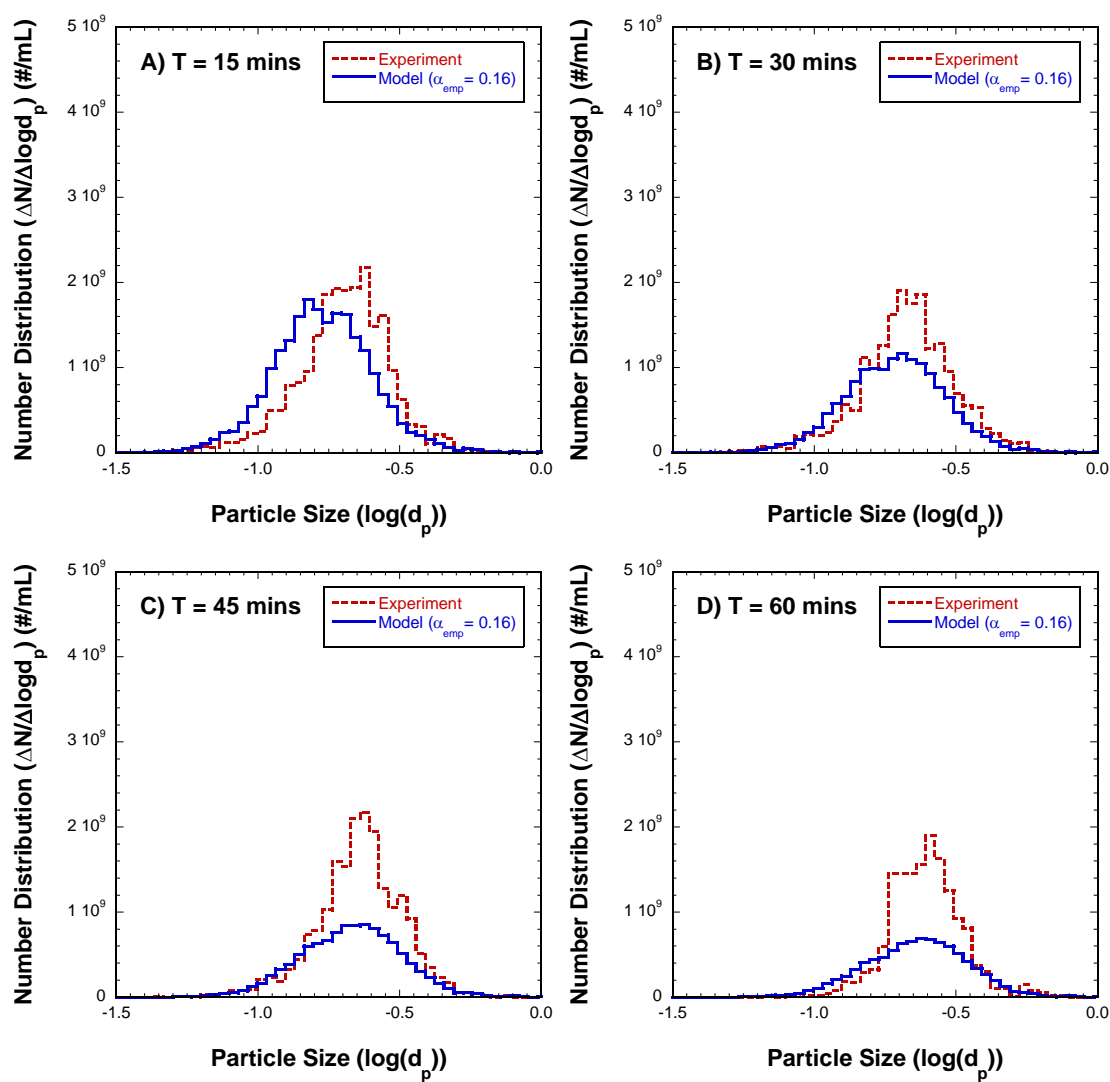 A) T = 15 mins
Experiment
Model (α_emp = 0.16)
Number Distribution (ΔN/Δlogd_p) (#/mL)
5 10^9
4 10^9
3 10^9
2 10^9
1 10^9
0
-1.5
-1.0
-0.5
0.0
Particle Size (log(d_p))
B) T = 30 mins
Experiment
Model (α_emp = 0.16)
Number Distribution (ΔN/Δlogd_p) (#/mL)
5 10^9
4 10^9
3 10^9
2 10^9
1 10^9
0
-1.5
-1.0
-0.5
0.0
Particle Size (log(d_p))
C) T = 45 mins
Experiment
Model (α_emp = 0.16)
Number Distribution (ΔN/Δlogd_p) (#/mL)
5 10^9
4 10^9
3 10^9
2 10^9
1 10^9
0
-1.5
-1.0
-0.5
0.0
Particle Size (log(d_p))
D) T = 60 mins
Experiment
Model (α_emp = 0.16)
Number Distribution (ΔN/Δlogd_p) (#/mL)
5 10^9
4 10^9
3 10^9
2 10^9
1 10^9
0
-1.5
-1.0
-0.5
0.0
Particle Size (log(d_p))